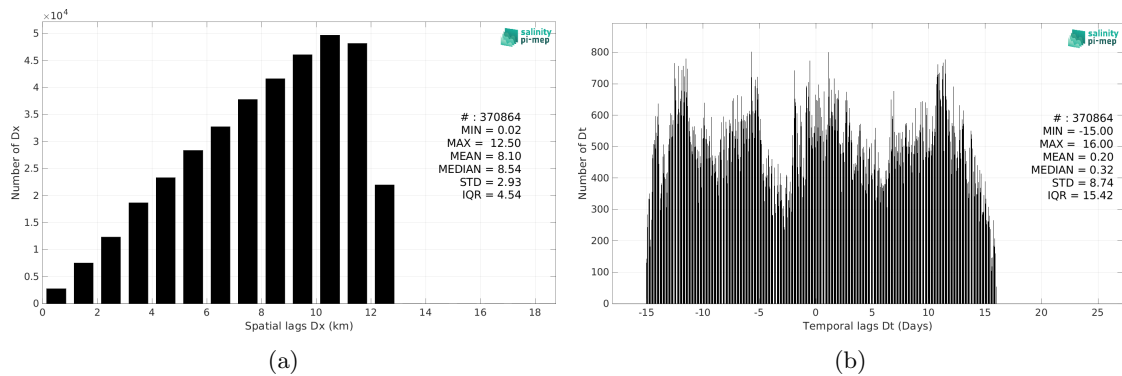 ×10⁴
5
4.5
4
3.5
3
2.5
2
1.5
1
0.5
0
Number of Dx
0 2 4 6 8 10 12 14 16 18
Spatial lags Dx (km)
salinity
pi-mep
# : 370864
MIN = 0.02
MAX = 12.50
MEAN = 8.10
MEDIAN = 8.54
STD = 2.93
IQR = 4.54
(a)
800
700
600
500
400
300
200
100
0
Number of Dt
-15 -10 -5 0 5 10 15 20 25
Temporal lags Dt (Days)
salinity
pi-mep
# : 370864
MIN = -15.00
MAX = 16.00
MEAN = 0.20
MEDIAN = 0.32
STD = 8.74
IQR = 15.42
(b)